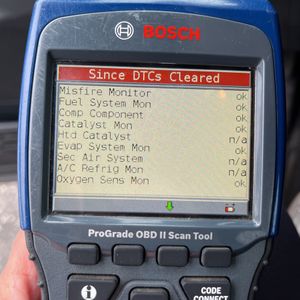 BOSCH
Since DTCs Cleared
Misfire Monitor ok
Fuel System Mon ok
Comp Component ok
Catalyst Mon ok
Htd Catalyst n/a
Evap System Mon ok
Sec Air System n/a
A/C Refrig Mon n/a
Oxygen Sens Mon ok
ProGrade OBD II Scan Tool
i
CODE
CONNECT